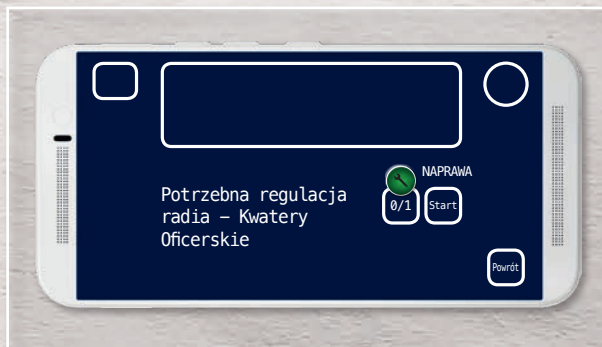 NAPRAWA
Potrzebna regulacja
radia – Kwatery
Oficerskie
0/1
Start
Powrót